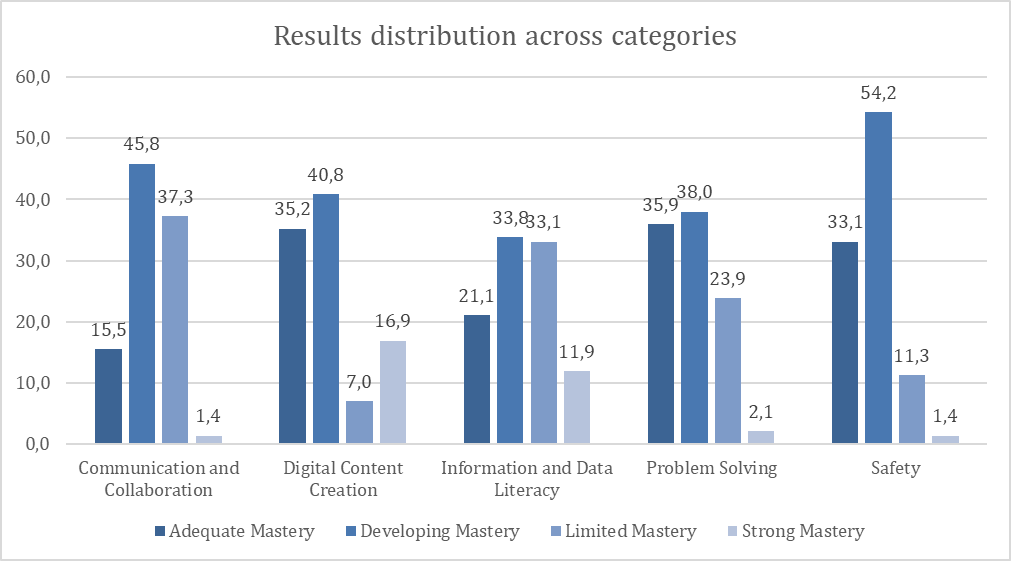 Results distribution across categories
60,0
50,0
40,0
30,0
20,0
10,0
0,0
15,5
45,8
37,3
1,4
35,2
40,8
7,0
16,9
21,1
33,8
33,1
11,9
35,9
38,0
23,9
2,1
33,1
54,2
11,3
1,4
Communication and
Collaboration
Digital Content
Creation
Information and Data
Literacy
Problem Solving
Safety
Adequate Mastery
Developing Mastery
Limited Mastery
Strong Mastery